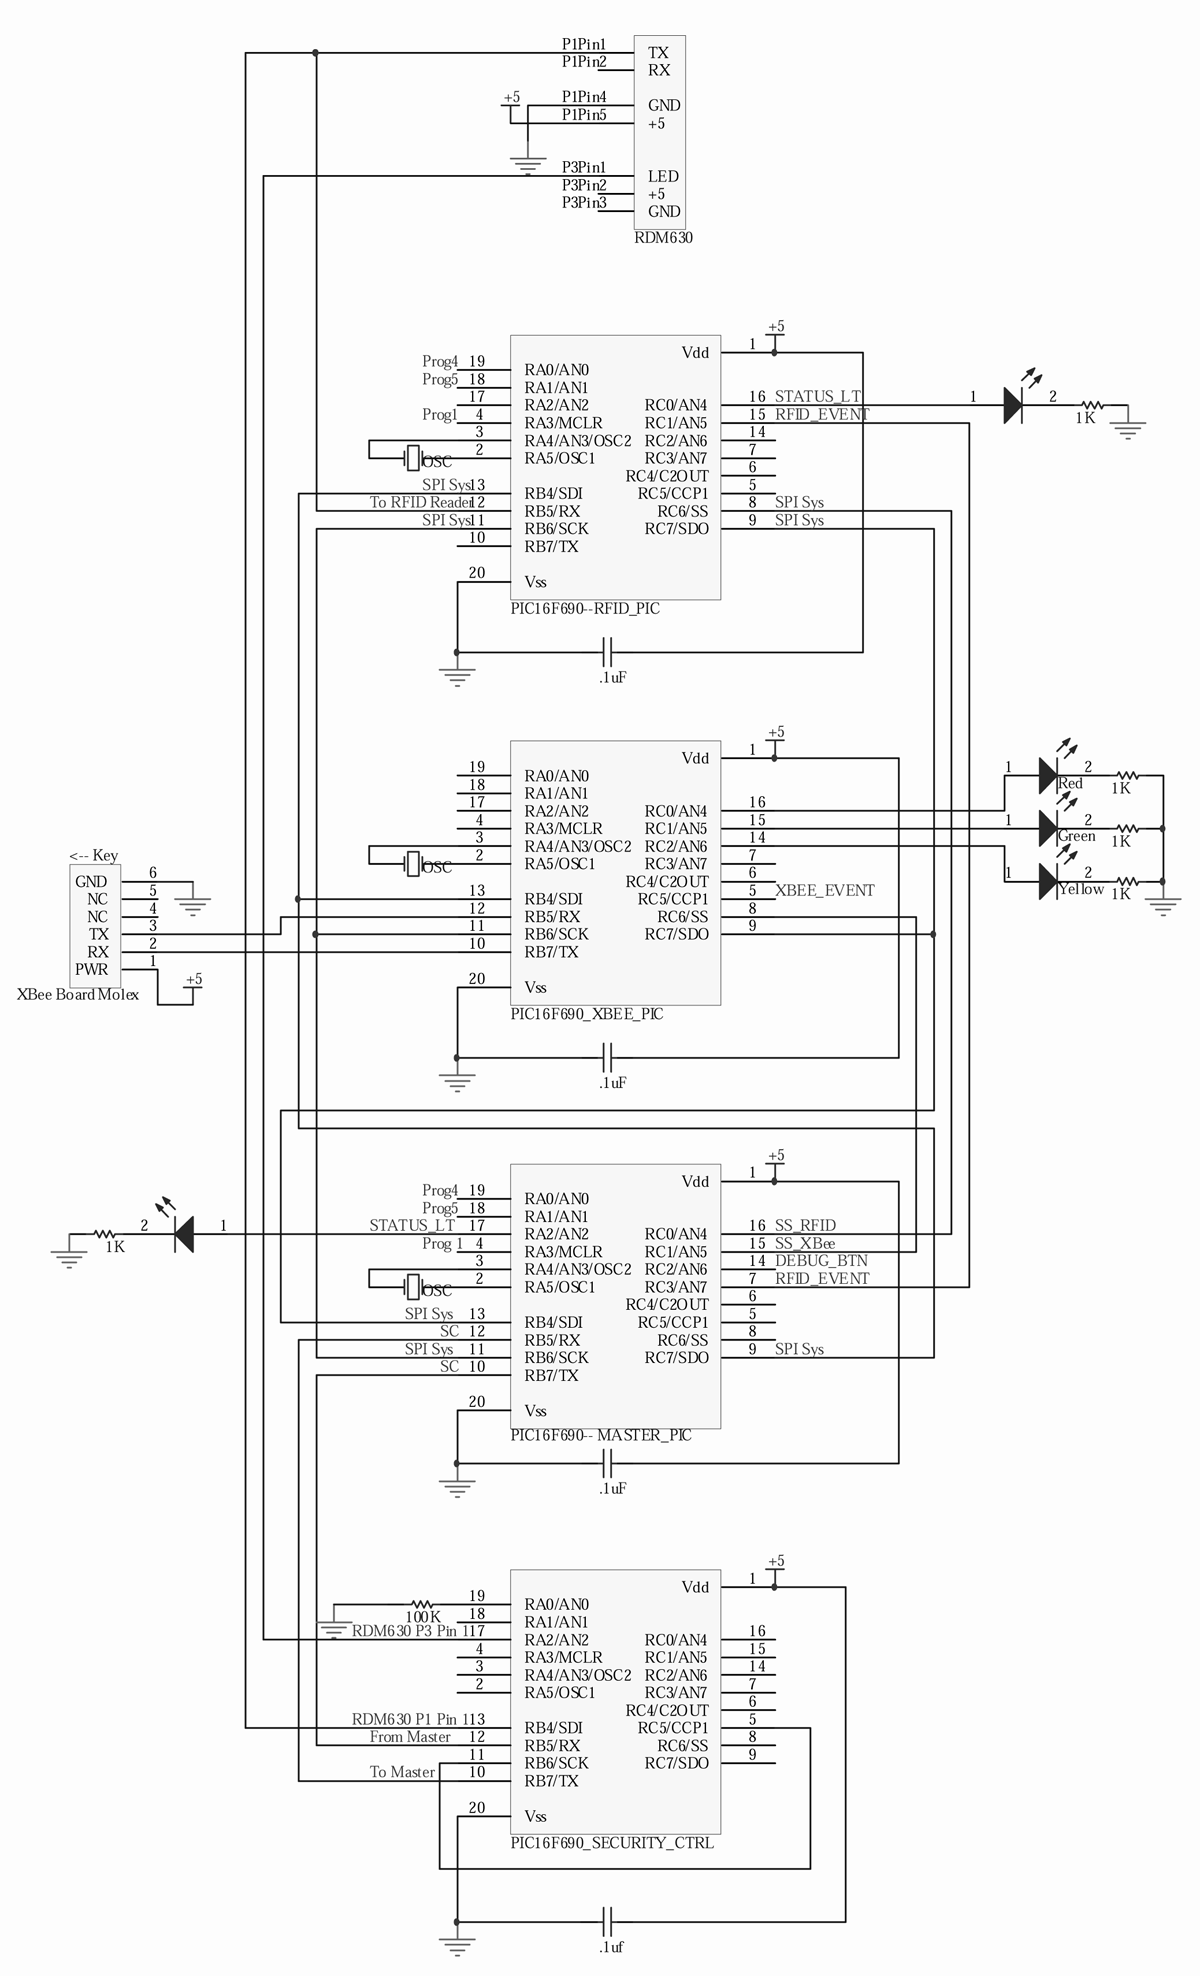 P1Pin1 TX
P1Pin2 RX
+5 P1Pin4 GND
P1Pin5 +5
P3Pin1 LED
P3Pin2 +5
P3Pin3 GND
RDM630
+5
Vdd 1
Prog4 19 RA0/AN0
Prog5 18 RA1/AN1
17 RA2/AN2 RC0/AN4 16 STATUS_LT 1 2
Prog1 4 RA3/MCLR RC1/AN5 15 RFID_EVENT 1K
3 RA4/AN3/OSC2 RC2/AN6 14
OSC 2 RA5/OSC1 RC3/AN7 7
RC4/C2OUT 6
SPI Sys 13 RB4/SDI RC5/CCP1 5
To RFID Reader 12 RB5/RX RC6/SS 8 SPI Sys
SPI Sys 11 RB6/SCK RC7/SDO 9 SPI Sys
10 RB7/TX
20 Vss
PIC16F690--RFID_PIC
.1uF
+5
Vdd 1
19 RA0/AN0 1 Red 2 1K
18 RA1/AN1
17 RA2/AN2 RC0/AN4 16
4 RA3/MCLR RC1/AN5 15 1 Green 2 1K
3 RA4/AN3/OSC2 RC2/AN6 14
OSC 2 RA5/OSC1 RC3/AN7 7
RC4/C2OUT 6 1 Yellow 2 1K
13 RB4/SDI RC5/CCP1 5 XBEE_EVENT
12 RB5/RX RC6/SS 8
11 RB6/SCK RC7/SDO 9
10 RB7/TX
20 Vss
PIC16F690_XBEE_PIC
.1uF
<-- Key
GND 6
NC 5
NC 4
TX 3
RX 2
PWR 1
+5
XBee Board Molex
+5
Vdd 1
Prog4 19 RA0/AN0
Prog5 18 RA1/AN1
1K 2 1 STATUS_LT 17 RA2/AN2 RC0/AN4 16 SS_RFID
Prog 1 4 RA3/MCLR RC1/AN5 15 SS_XBee
3 RA4/AN3/OSC2 RC2/AN6 14 DEBUG_BTN
OSC 2 RA5/OSC1 RC3/AN7 7 RFID_EVENT
RC4/C2OUT 6
SPI Sys 13 RB4/SDI RC5/CCP1 5
SC 12 RB5/RX RC6/SS 8
SPI Sys 11 RB6/SCK RC7/SDO 9 SPI Sys
SC 10 RB7/TX
20 Vss
PIC16F690-- MASTER_PIC
.1uF
+5
Vdd 1
100K 19 RA0/AN0
18 RA1/AN1
RDM630 P3 Pin 1 17 RA2/AN2 RC0/AN4 16
4 RA3/MCLR RC1/AN5 15
3 RA4/AN3/OSC2 RC2/AN6 14
2 RA5/OSC1 RC3/AN7 7
RC4/C2OUT 6
RDM630 P1 Pin 1 13 RB4/SDI RC5/CCP1 5
From Master 12 RB5/RX RC6/SS 8
11 RB6/SCK RC7/SDO 9
To Master 10 RB7/TX
20 Vss
PIC16F690_SECURITY_CTRL
.1uf